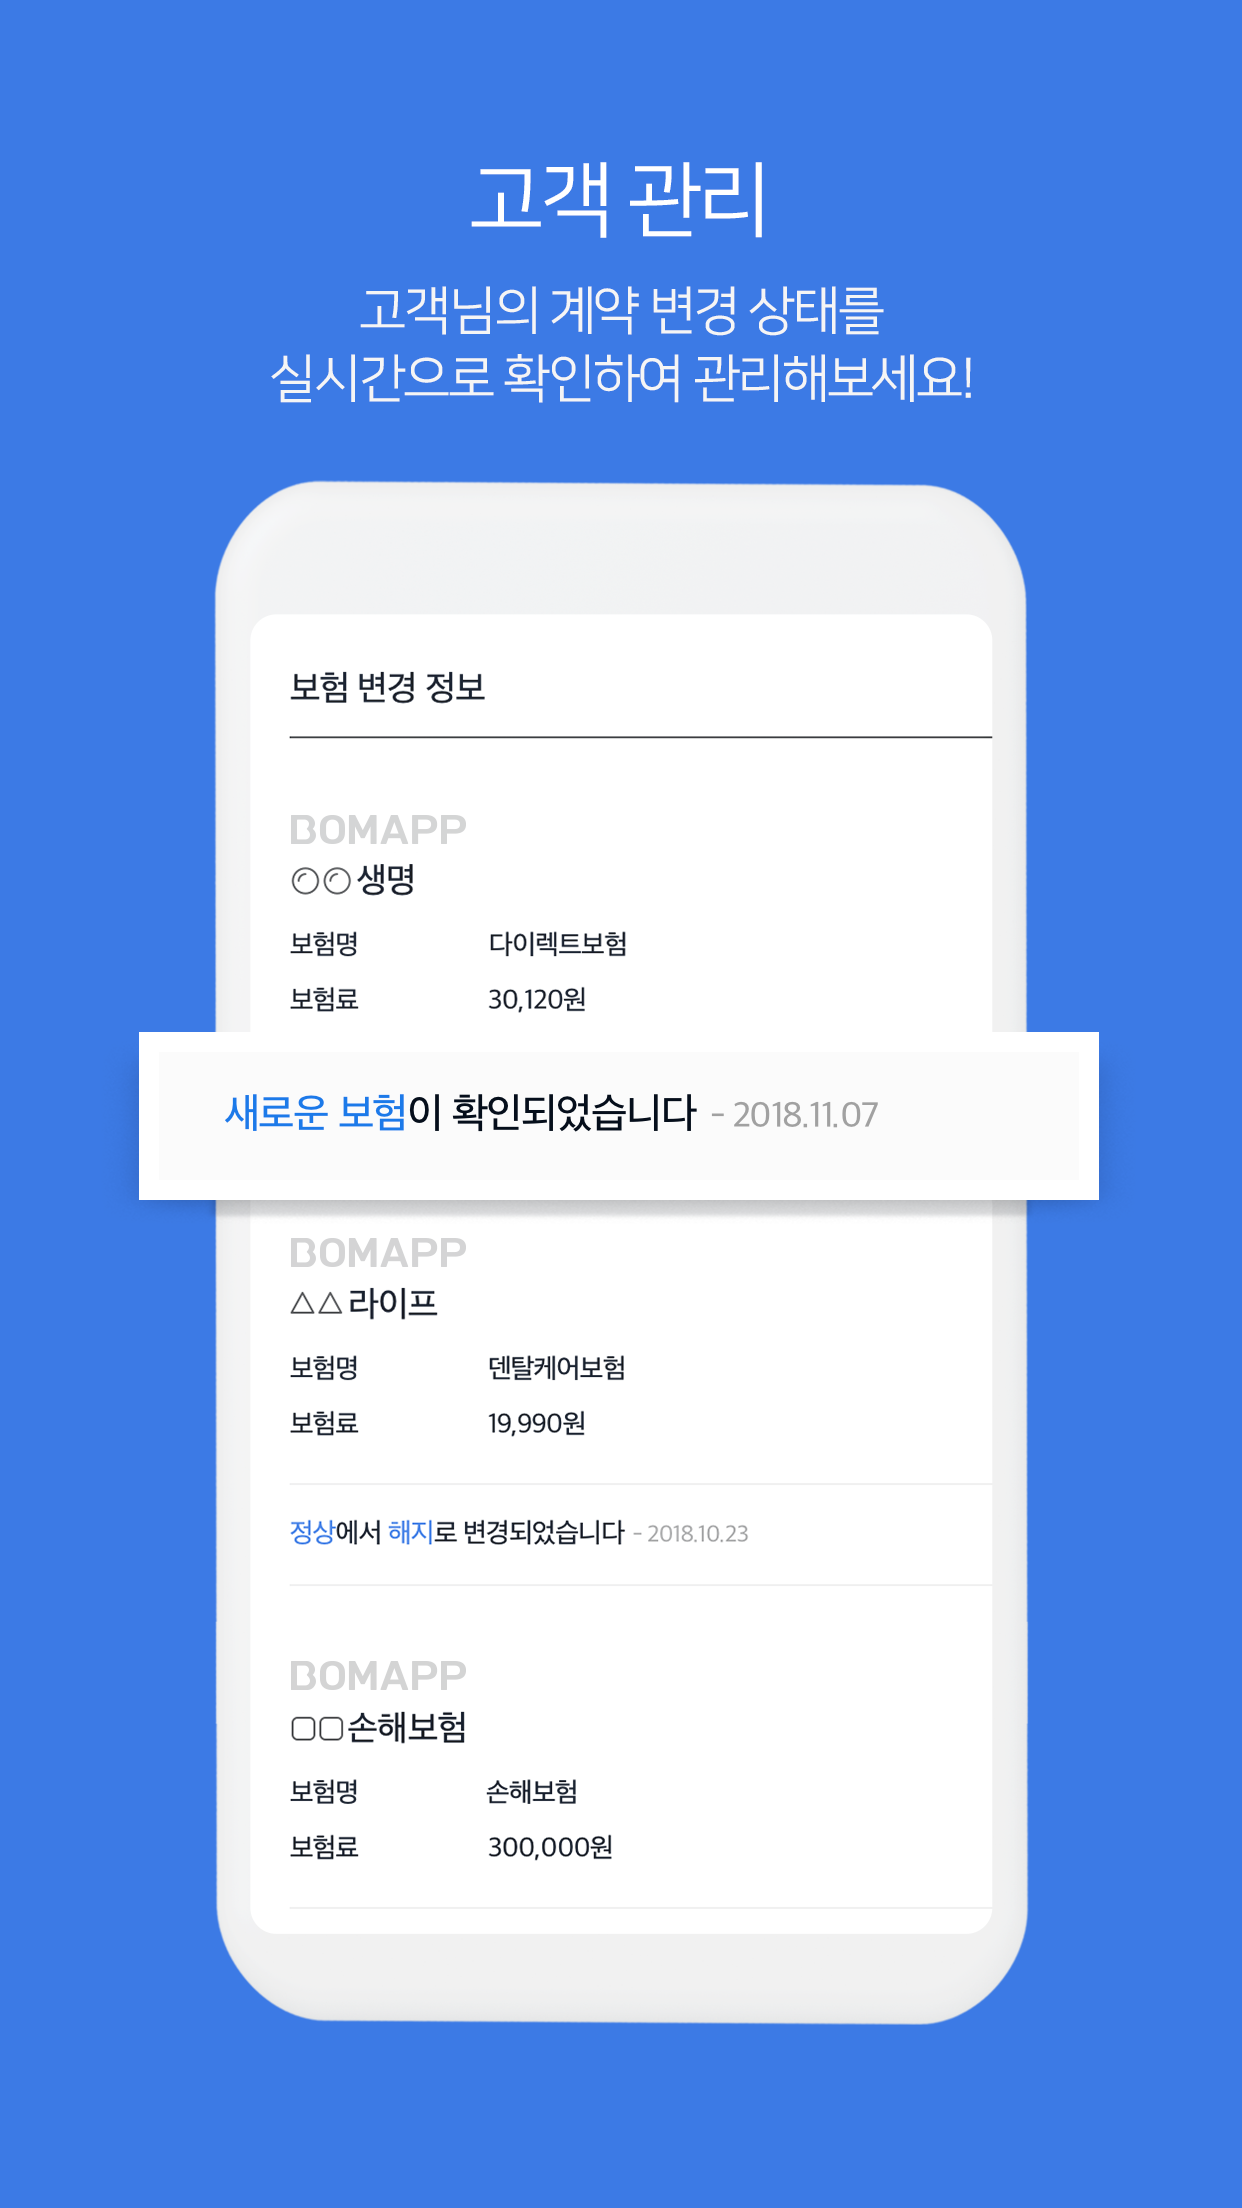 고객 관리
고객님의 계약 변경 상태를
실시간으로 확인하여 관리해보세요!
보험 변경 정보
BOMAPP
○○생명
보험명 다이렉트보험
보험료 30,120원
새로운 보험이 확인되었습니다 - 2018.11.07
BOMAPP
△△라이프
보험명 덴탈케어보험
보험료 19,990원
정상에서 해지로 변경되었습니다 - 2018.10.23
BOMAPP
□□손해보험
보험명 손해보험
보험료 300,000원